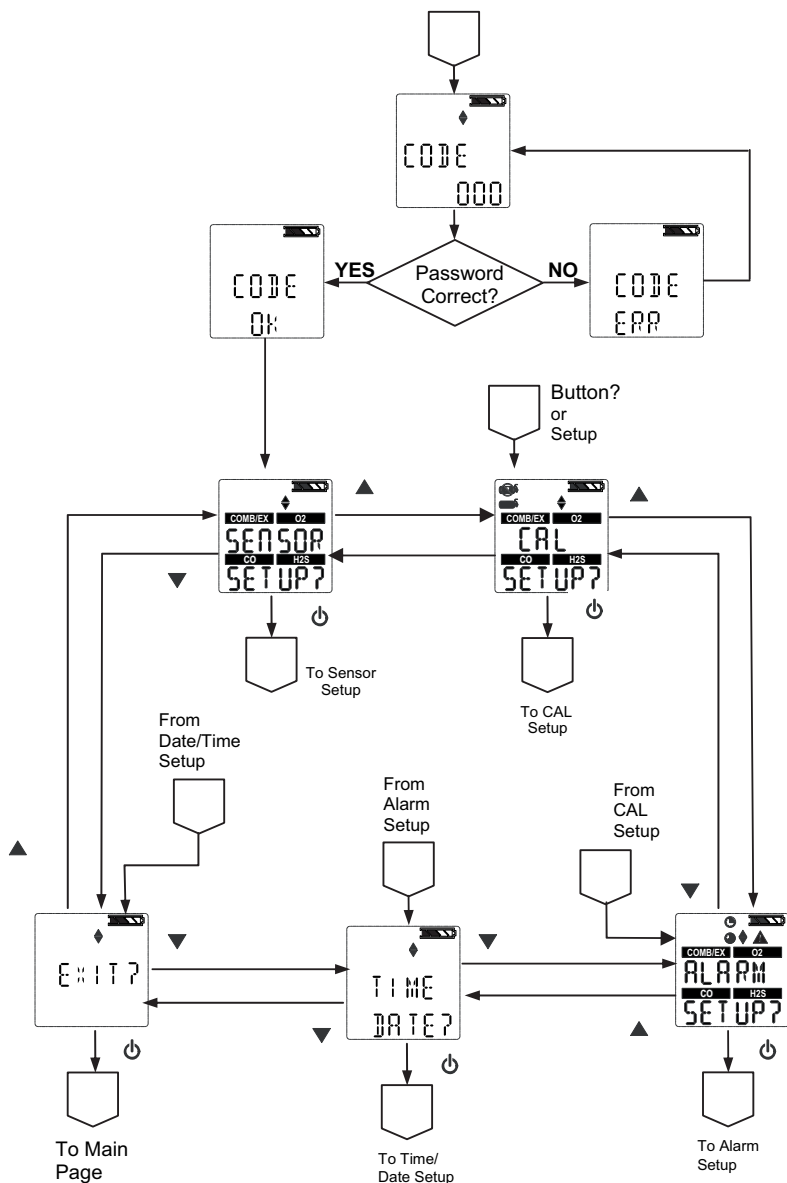 CODE
000
YES
Password
Correct?
NO
CODE
OK
CODE
ERR
Button?
or
Setup
COMB/EX O2
SENSOR
CO H2S
SETUP?
COMB/EX O2
CAL
CO H2S
SETUP?
To Sensor
Setup
To CAL
Setup
From
Date/Time
Setup
From
Alarm
Setup
From
CAL
Setup
EXIT?
TIME
DATE?
COMB/EX O2
ALARM
CO H2S
SETUP?
To Main
Page
To Time/
Date Setup
To Alarm
Setup